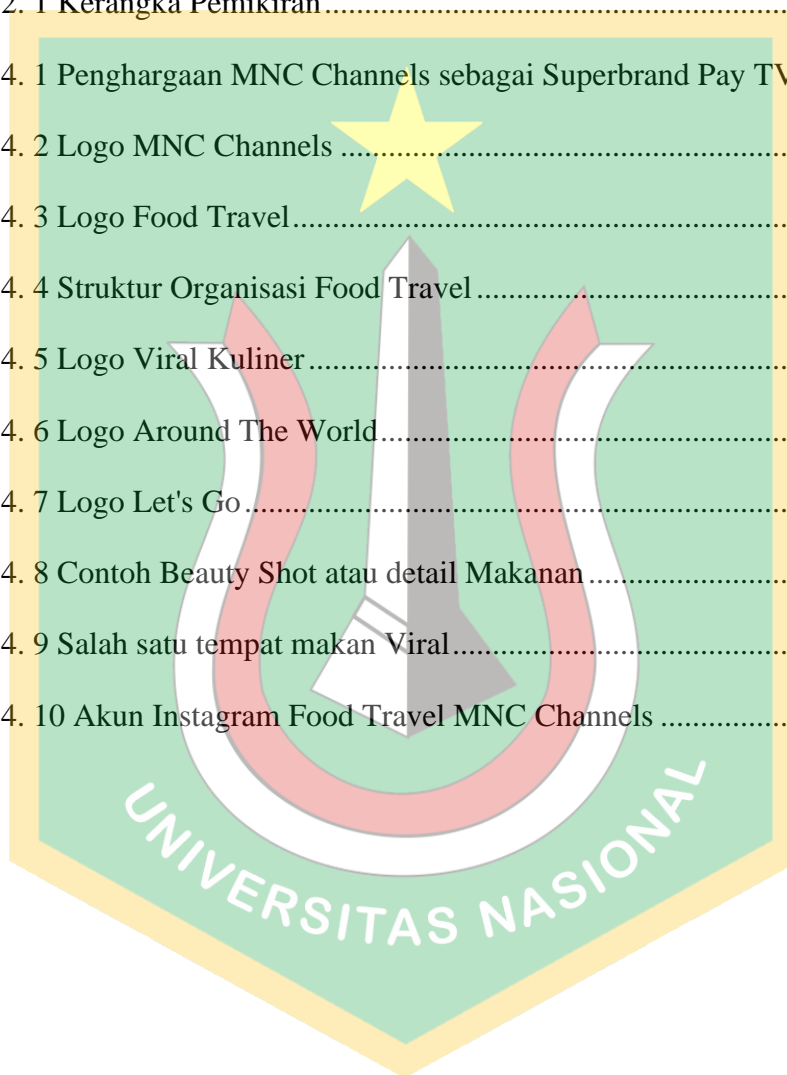 2. 1 Kerangka Pemikiran........................................................
4. 1 Penghargaan MNC Channels sebagai Superbrand Pay TV
4. 2 Logo MNC Channels ........................................................
4. 3 Logo Food Travel..............................................................
4. 4 Struktur Organisasi Food Travel .......................................
4. 5 Logo Viral Kuliner ............................................................
4. 6 Logo Around The World...................................................
4. 7 Logo Let's Go ....................................................................
4. 8 Contoh Beauty Shot atau detail Makanan .........................
4. 9 Salah satu tempat makan Viral...........................................
4. 10 Akun Instagram Food Travel MNC Channels ................
UNIVERSITAS NASIONAL